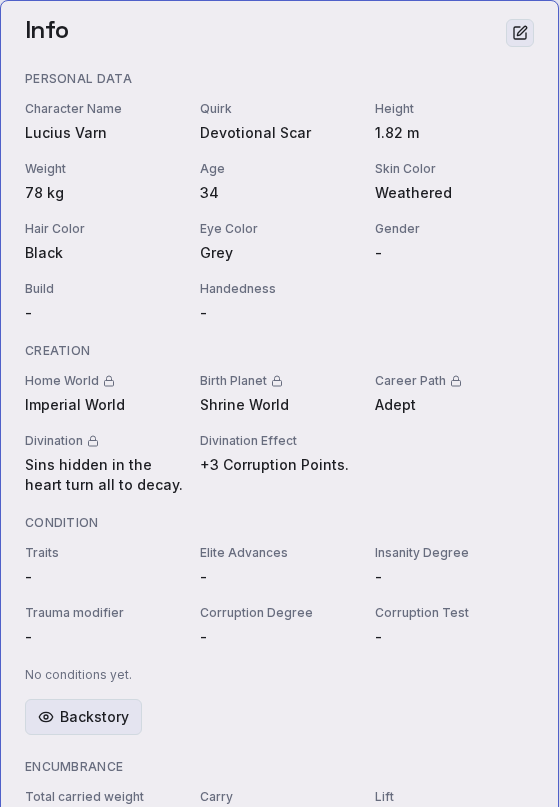 Info
PERSONAL DATA
Character Name Quirk Height
Lucius Varn Devotional Scar 1.82 m
Weight Age Skin Color
78 kg 34 Weathered
Hair Color Eye Color Gender
Black Grey -
Build Handedness
- -
CREATION
Home World Birth Planet Career Path
Imperial World Shrine World Adept
Divination Divination Effect
Sins hidden in the +3 Corruption Points.
heart turn all to decay.
CONDITION
Traits Elite Advances Insanity Degree
- - -
Trauma modifier Corruption Degree Corruption Test
- - -
No conditions yet.
Backstory
ENCUMBRANCE
Total carried weight Carry Lift